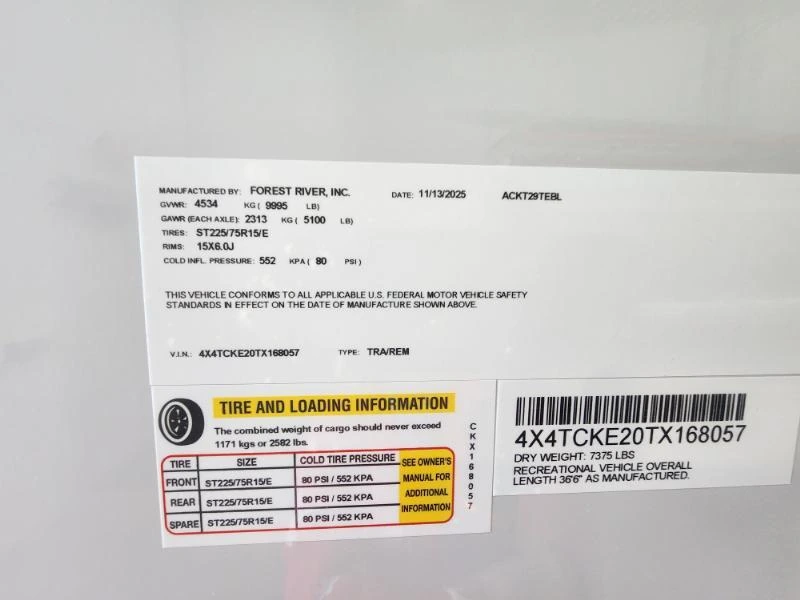 MANUFACTURED BY: FOREST RIVER, INC. DATE: 11/13/2025 ACKT29TEBL
GVWR: 4534 KG ( 9995 LB)
GAWR (EACH AXLE): 2313 KG ( 5100 LB)
TIRES: ST225/75R15/E
RIMS: 15X6.0J
COLD INFL. PRESSURE: 552 KPA ( 80 PSI )
THIS VEHICLE CONFORMS TO ALL APPLICABLE U.S. FEDERAL MOTOR VEHICLE SAFETY
STANDARDS IN EFFECT ON THE DATE OF MANUFACTURE SHOWN ABOVE.
V.I.N.: 4X4TCKE20TX168057 TYPE: TRA/REM
TIRE AND LOADING INFORMATION
The combined weight of cargo should never exceed
1171 kgs or 2582 lbs.
TIRE SIZE COLD TIRE PRESSURE SEE OWNER'S
MANUAL FOR
ADDITIONAL
INFORMATION
FRONT ST225/75R15/E 80 PSI / 552 KPA
REAR ST225/75R15/E 80 PSI / 552 KPA
SPARE ST225/75R15/E 80 PSI / 552 KPA
CKX168057
4X4TCKE20TX168057
DRY WEIGHT: 7375 LBS
RECREATIONAL VEHICLE OVERALL
LENGTH 36'6" AS MANUFACTURED.